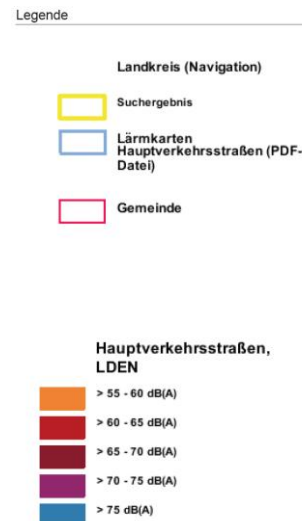 Legende
Landkreis (Navigation)
Suchergebnis
Lärmkarten
Hauptverkehrsstraßen (PDF-
Datei)
Gemeinde
Hauptverkehrsstraßen,
LDEN
> 55 - 60 dB(A)
> 60 - 65 dB(A)
> 65 - 70 dB(A)
> 70 - 75 dB(A)
> 75 dB(A)